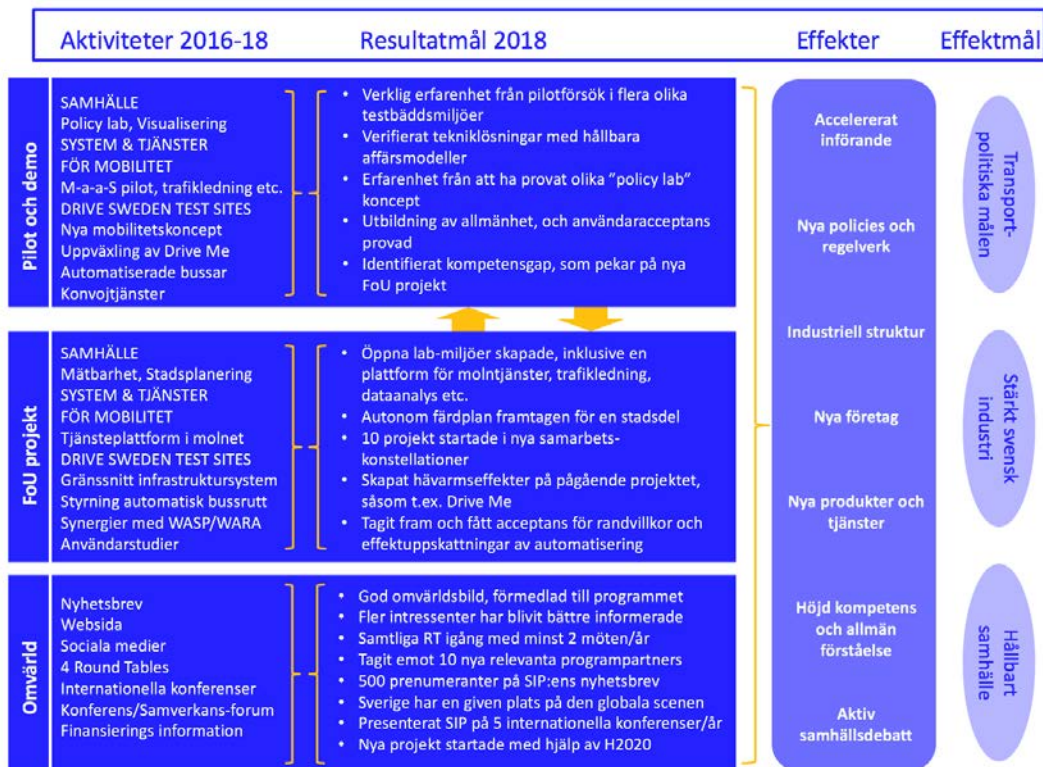 Aktiviteter 2016-18
Resultatmål 2018
Effekter
Effektmål
Pilot och demo
SAMHÄLLE
Policy lab, Visualisering
SYSTEM & TJÄNSTER
FÖR MOBILITET
M-a-a-S pilot, trafikledning etc.
DRIVE SWEDEN TEST SITES
Nya mobilitetskoncept
Uppväxling av Drive Me
Automatiserade bussar
Konvojtjänster
• Verklig erfarenhet från pilotförsök i flera olika
testbäddsmiljöer
• Verifierat tekniklösningar med hållbara
affärsmodeller
• Erfarenhet från att ha provat olika ”policy lab”
koncept
• Utbildning av allmänhet, och användaracceptans
provad
• Identifierat kompetensgap, som pekar på nya
FoU projekt
FoU projekt
SAMHÄLLE
Mätbarhet, Stadsplanering
SYSTEM & TJÄNSTER
FÖR MOBILITET
Tjänsteplattform i molnet
DRIVE SWEDEN TEST SITES
Gränssnitt infrastruktursystem
Styrning automatisk bussrutt
Synergier med WASP/WARA
Användarstudier
• Öppna lab-miljöer skapade, inklusive en
plattform för molntjänster, trafikledning,
dataanalys etc.
• Autonom färdplan framtagen för en stadsdel
• 10 projekt startade i nya samarbets-
konstellationer
• Skapat hävarmseffekter på pågående projektet,
såsom t.ex. Drive Me
• Tagit fram och fått acceptans för randvillkor och
effektuppskattningar av automatisering
Omvärld
Nyhetsbrev
Websida
Sociala medier
4 Round Tables
Internationella konferenser
Konferens/Samverkans-forum
Finansierings information
• God omvärldsbild, förmedlad till programmet
• Fler intressenter har blivit bättre informerade
• Samtliga RT igång med minst 2 möten/år
• Tagit emot 10 nya relevanta programpartners
• 500 prenumeranter på SIP:ens nyhetsbrev
• Sverige har en given plats på den globala scenen
• Presenterat SIP på 5 internationella konferenser/år
• Nya projekt startade med hjälp av H2020
Accelererat
införande
Nya policies och
regelverk
Industriell struktur
Nya företag
Nya produkter och
tjänster
Höjd kompetens
och allmän
förståelse
Aktiv
samhällsdebatt
Transport-
politiska målen
Stärkt svensk
industri
Hållbart
samhälle